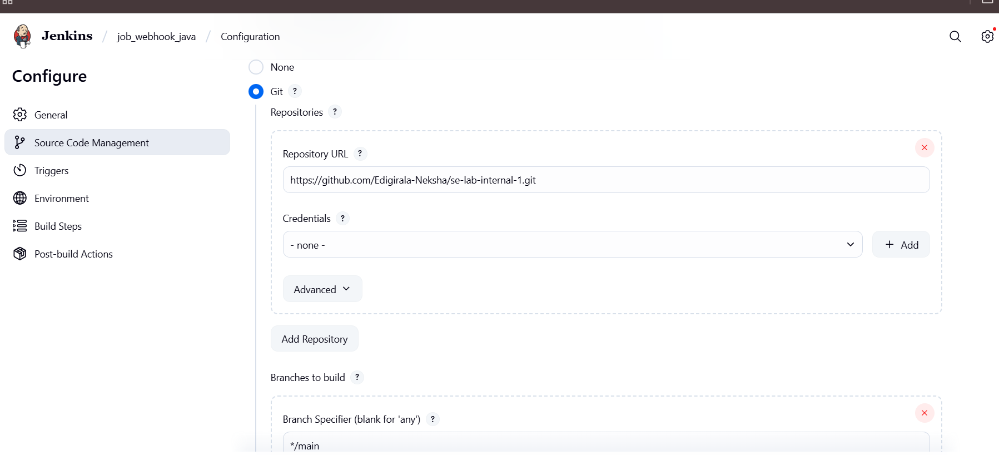 Jenkins / job_webhook_java / Configuration
Configure
General
Source Code Management
Triggers
Environment
Build Steps
Post-build Actions
None
Git ?
Repositories ?
Repository URL ?
https://github.com/Edigirala-Neksha/se-lab-internal-1.git
Credentials ?
- none -
+ Add
Advanced
Add Repository
Branches to build ?
Branch Specifier (blank for 'any') ?
*/main